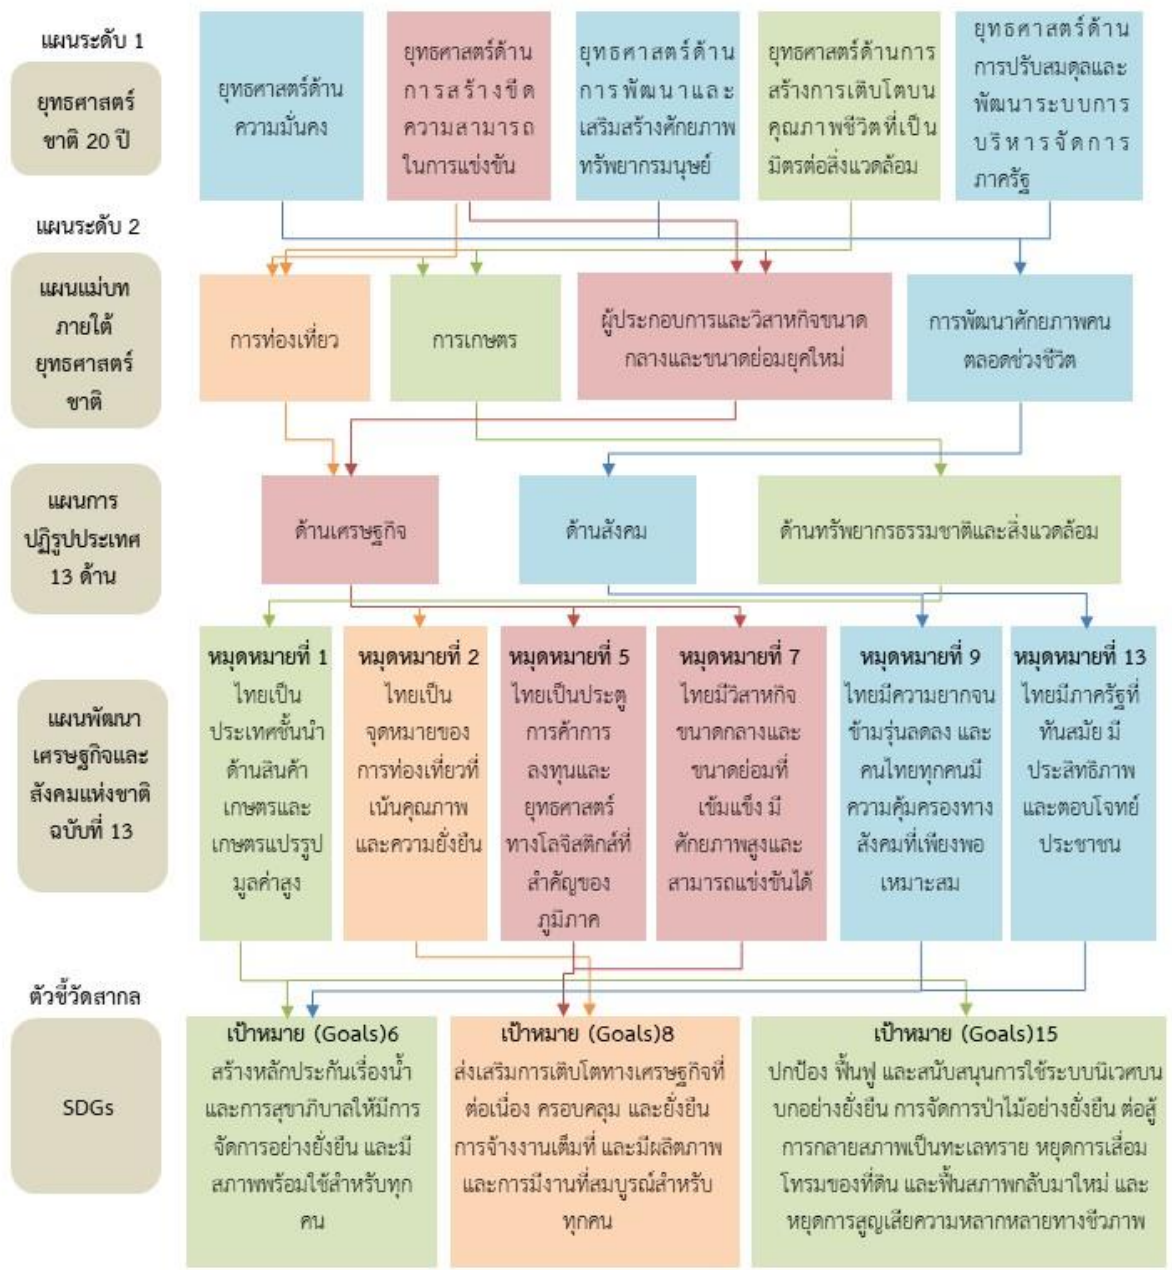 แผนระดับ 1
ยุทธศาสตร์
ชาติ 20 ปี
ยุทธศาสตร์ด้าน
ความมั่นคง
ยุทธศาสตร์ด้าน
การสร้างขีด
ความสามารถ
ในการแข่งขัน
ยุทธศาสตร์ด้าน
การพัฒนาและ
เสริมสร้างศักยภาพ
ทรัพยากรมนุษย์
ยุทธศาสตร์ด้านการ
สร้างการเติบโตบน
คุณภาพชีวิตที่เป็น
มิตรต่อสิ่งแวดล้อม
ยุทธศาสตร์ด้าน
การปรับสมดุลและ
พัฒนาระบบการ
บริหารจัดการ
ภาครัฐ
แผนระดับ 2
แผนแม่บท
ภายใต้
ยุทธศาสตร์
ชาติ
การท่องเที่ยว
การเกษตร
ผู้ประกอบการและวิสาหกิจขนาด
กลางและขนาดย่อมยุคใหม่
การพัฒนาศักยภาพคน
ตลอดช่วงชีวิต
แผนการ
ปฏิรูปประเทศ
13 ด้าน
ด้านเศรษฐกิจ
ด้านสังคม
ด้านทรัพยากรธรรมชาติและสิ่งแวดล้อม
แผนพัฒนา
เศรษฐกิจและ
สังคมแห่งชาติ
ฉบับที่ 13
หมุดหมายที่ 1
ไทยเป็น
ประเทศชั้นนำ
ด้านสินค้า
เกษตรและ
เกษตรแปรรูป
มูลค่าสูง
หมุดหมายที่ 2
ไทยเป็น
จุดหมายของ
การท่องเที่ยวที่
เน้นคุณภาพ
และความยั่งยืน
หมุดหมายที่ 5
ไทยเป็นประตู
การค้าการ
ลงทุนและ
ยุทธศาสตร์
ทางโลจิสติกส์ที่
สำคัญของ
ภูมิภาค
หมุดหมายที่ 7
ไทยมีวิสาหกิจ
ขนาดกลางและ
ขนาดย่อมที่
เข้มแข็ง มี
ศักยภาพสูงและ
สามารถแข่งขันได้
หมุดหมายที่ 9
ไทยมีความยากจน
ข้ามรุ่นลดลง และ
คนไทยทุกคนมี
ความคุ้มครองทาง
สังคมที่เพียงพอ
เหมาะสม
หมุดหมายที่ 13
ไทยมีภาครัฐที่
ทันสมัย มี
ประสิทธิภาพ
และตอบโจทย์
ประชาชน
ตัวชี้วัดสากล
SDGs
เป้าหมาย (Goals)6
สร้างหลักประกันเรื่องน้ำ
และการสุขาภิบาลให้มีการ
จัดการอย่างยั่งยืน และมี
สภาพพร้อมใช้สำหรับทุก
คน
เป้าหมาย (Goals)8
ส่งเสริมการเติบโตทางเศรษฐกิจที่
ต่อเนื่อง ครอบคลุม และยั่งยืน
การจ้างงานเต็มที่ และมีผลิตภาพ
และการมีงานที่สมบูรณ์สำหรับ
ทุกคน
เป้าหมาย (Goals)15
ปกป้อง ฟื้นฟู และสนับสนุนการใช้ระบบนิเวศบน
บกอย่างยั่งยืน การจัดการป่าไม้อย่างยั่งยืน ต่อสู้
การกลายสภาพเป็นทะเลทราย หยุดการเสื่อม
โทรมของที่ดิน และฟื้นสภาพกลับมาใหม่ และ
หยุดการสูญเสียความหลากหลายทางชีวภาพ